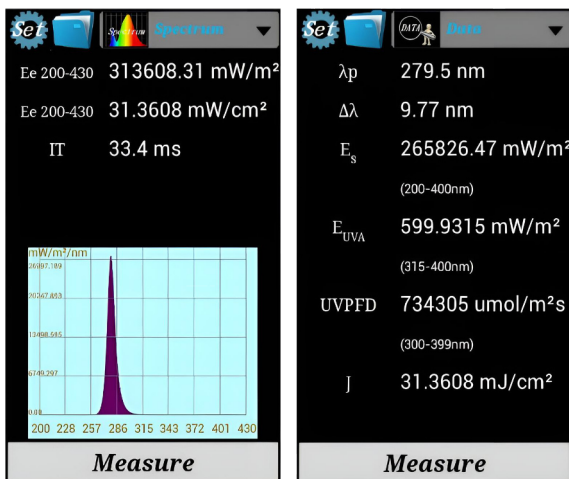 Set
Spectrum
Spectrum
Ee 200-430 313608.31 mW/m²
Ee 200-430 31.3608 mW/cm²
IT 33.4 ms
mW/m²/nm
26997.189
20247.893
13498.595
6749.297
0.00
200 228 257 286 315 343 372 401 430
Measure
Set
DATA
Data
λp 279.5 nm
Δλ 9.77 nm
Es 265826.47 mW/m²
(200-400nm)
EUVA 599.9315 mW/m²
(315-400nm)
UVPFD 734305 umol/m²s
(300-399nm)
J 31.3608 mJ/cm²
Measure